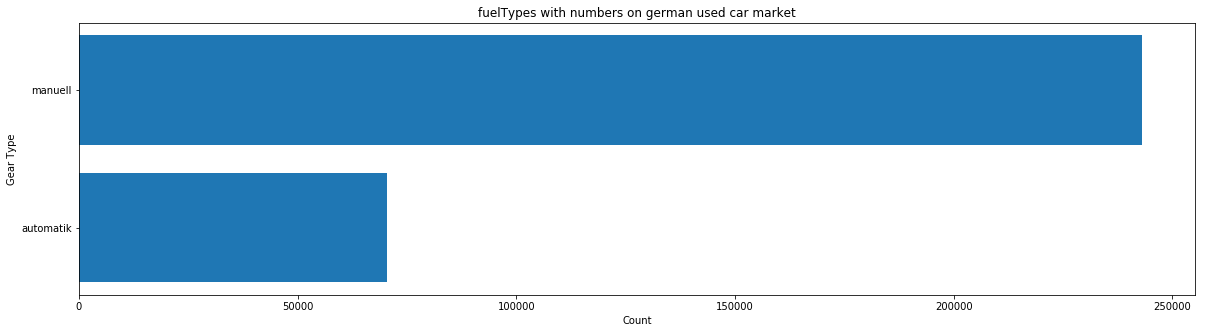 fuelTypes with numbers on german used car market
manuell
automatik
Gear Type
0 50000 100000 150000 200000 250000
Count